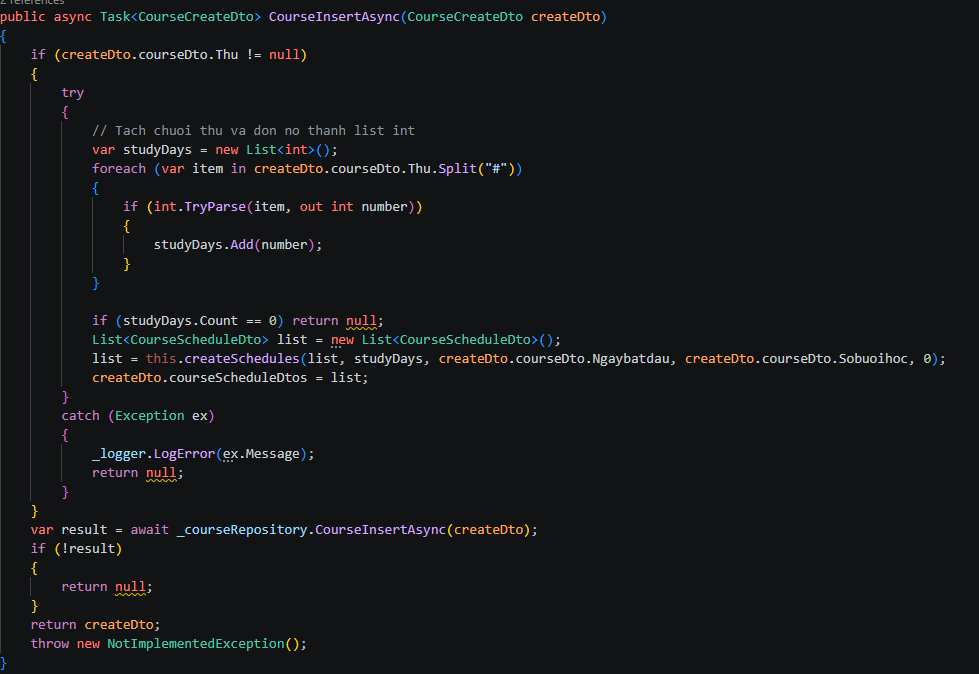 2 references
public async Task<CourseCreateDto> CourseInsertAsync(CourseCreateDto createDto)
{
    if (createDto.courseDto.Thu != null)
    {
        try
        {
            // Tach chuoi thu va don no thanh list int
            var studyDays = new List<int>();
            foreach (var item in createDto.courseDto.Thu.Split("#"))
            {
                if (int.TryParse(item, out int number))
                {
                    studyDays.Add(number);
                }
            }

            if (studyDays.Count == 0) return null;
            List<CourseScheduleDto> list = new List<CourseScheduleDto>();
            list = this.createSchedules(list, studyDays, createDto.courseDto.Ngaybatdau, createDto.courseDto.Sobuoihoc, 0);
            createDto.courseScheduleDtos = list;
        }
        catch (Exception ex)
        {
            _logger.LogError(ex.Message);
            return null;
        }
    }
    var result = await _courseRepository.CourseInsertAsync(createDto);
    if (!result)
    {
        return null;
    }
    return createDto;
    throw new NotImplementedException();
}